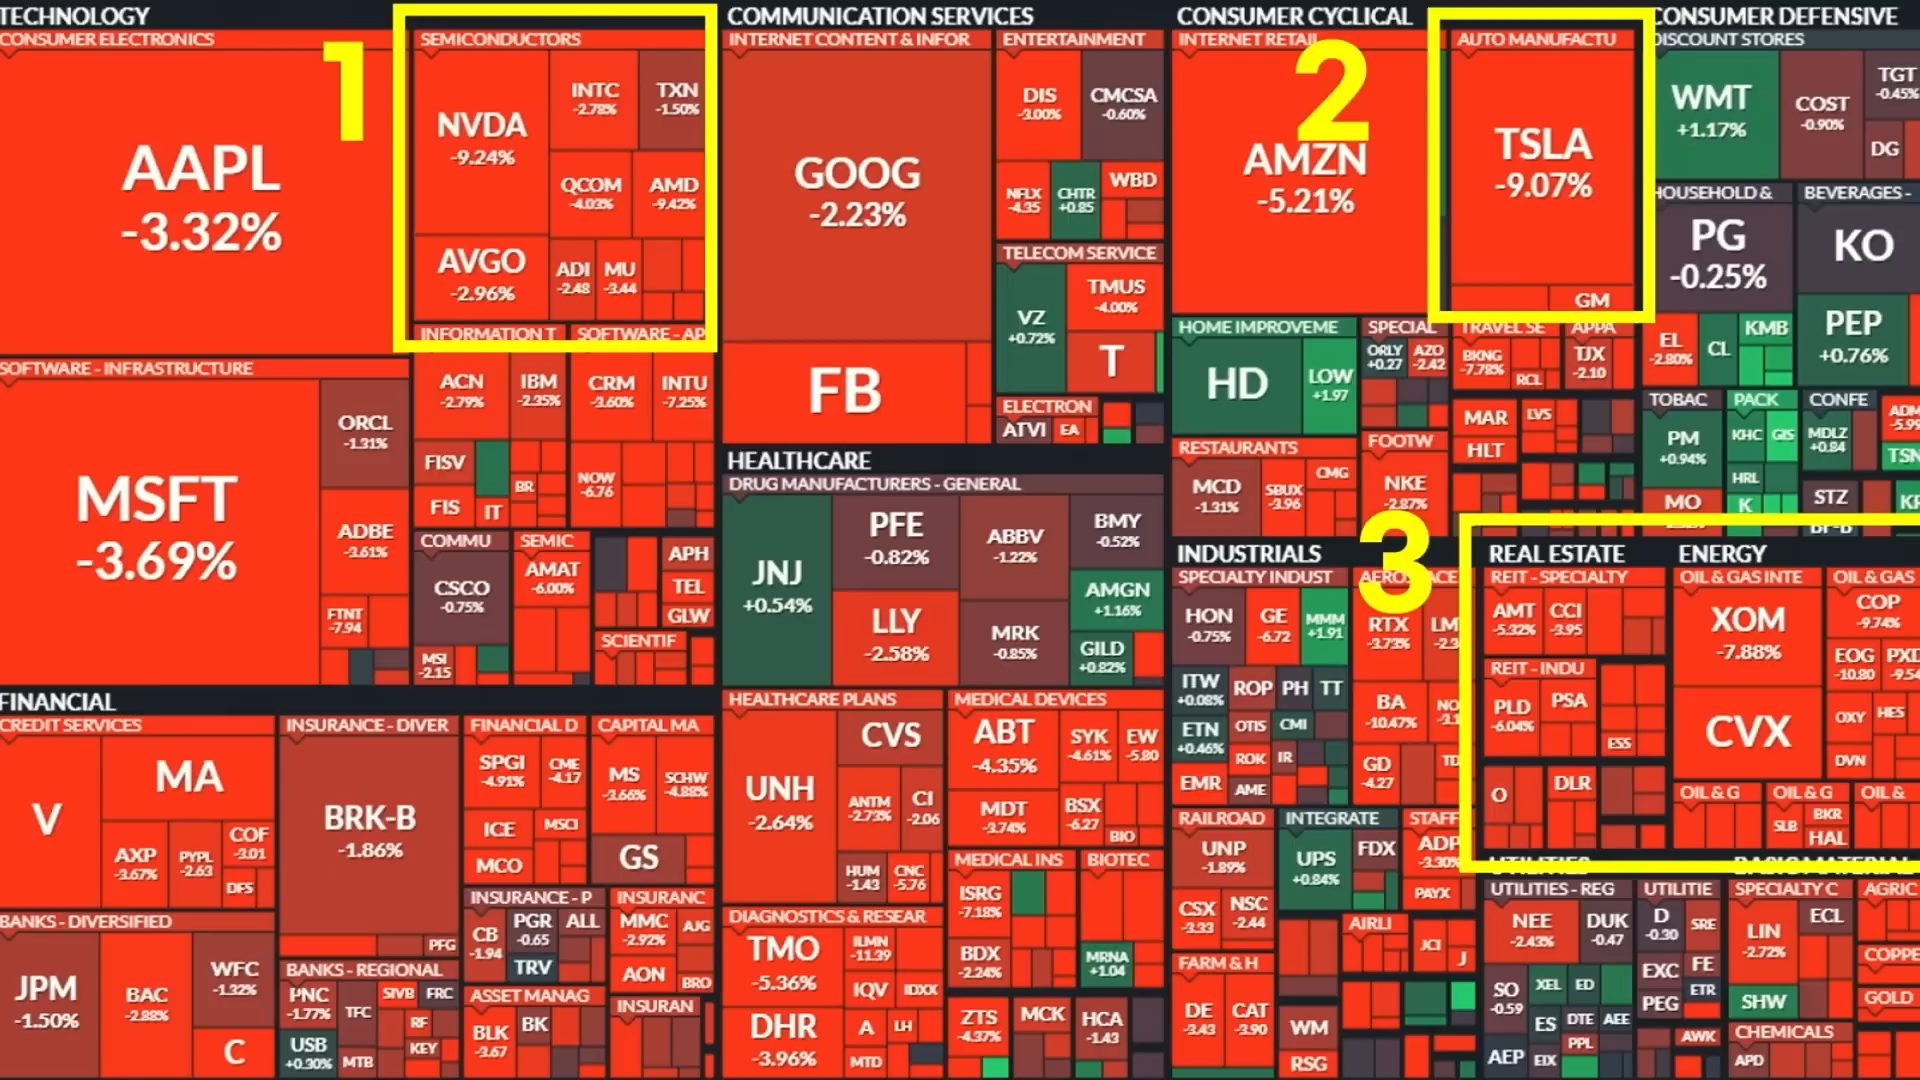 TECHNOLOGY
CONSUMER ELECTRONICS
AAPL
-3.32%
1
SEMICONDUCTORS
NVDA
-9.24%
INTC
-2.78%
TXN
-1.50%
QCOM
-4.03%
AMD
-9.42%
AVGO
-2.96%
ADI
-2.48
MU
-3.44
SOFTWARE - INFRASTRUCTURE
MSFT
-3.69%
ORCL
-1.31%
ADBE
-3.61%
FTNT
-7.94
INFORMATION T
ACN
-2.79%
IBM
-2.35%
FISV
FIS
IT
BR
SOFTWARE - AP
CRM
-3.60%
INTU
-7.25%
NOW
-6.76
COMMU
CSCO
-0.75%
MSI
-2.15
SEMIC
AMAT
-6.00%
APH
TEL
GLW
SCIENTIF
FINANCIAL
CREDIT SERVICES
V
MA
AXP
-3.67%
PYPL
-2.63
COF
-3.01
DFS
BANKS - DIVERSIFIED
JPM
-1.50%
BAC
-2.88%
WFC
-1.32%
C
INSURANCE - DIVER
BRK-B
-1.86%
PFG
BANKS - REGIONAL
PNC
-1.77%
TFC
SIVB
FRC
RF
KEY
USB
+0.30%
MTB
FINANCIAL D
SPGI
-4.91%
CME
-4.17
ICE
MSCI
MCO
CAPITAL MA
MS
-3.66%
SCHW
-4.88%
GS
INSURANCE - P
CB
-1.94
PGR
-0.65
ALL
TRV
INSURANC
MMC
-2.92%
AJG
AON
BRO
ASSET MANAG
BLK
-3.67
BK
INSURAN
COMMUNICATION SERVICES
INTERNET CONTENT & INFOR
GOOG
-2.23%
FB
ENTERTAINMENT
DIS
-3.00%
CMCSA
-0.60%
NFLX
-4.35
CHTR
+0.85
WBD
TELECOM SERVICE
VZ
+0.72%
TMUS
-4.00%
T
ELECTRON
ATVI
EA
HEALTHCARE
DRUG MANUFACTURERS - GENERAL
JNJ
+0.54%
PFE
-0.82%
ABBV
-1.22%
BMY
-0.52%
LLY
-2.58%
MRK
-0.85%
AMGN
+1.16%
GILD
+0.82%
HEALTHCARE PLANS
UNH
-2.64%
CVS
ANTM
-2.73%
CI
-2.06
HUM
-1.43
CNC
-5.76
MEDICAL DEVICES
ABT
-4.35%
SYK
-4.61%
EW
-5.80
MDT
-3.74%
BSX
-6.27
BIO
DIAGNOSTICS & RESEAR
TMO
-5.36%
ILMN
-11.39
IQV
IDXX
DHR
-3.96%
A
LH
MTD
MEDICAL INS
ISRG
-7.18%
BDX
-2.24%
BIOTEC
MRNA
+1.04
ZTS
-4.37%
MCK
HCA
-1.43
CONSUMER CYCLICAL
INTERNET RETAIL
AMZN
-5.21%
2
AUTO MANUFACTU
TSLA
-9.07%
GM
HOME IMPROVEME
HD
LOW
+1.97
SPECIAL
ORLY
+0.27
AZO
-2.42
TRAVEL SE
BKNG
-7.78%
RCL
MAR
LVS
HLT
APPA
TJX
-2.10
RESTAURANTS
MCD
-1.31%
SBUX
-3.96
CMG
FOOTW
NKE
-2.87%
CONSUMER DEFENSIVE
DISCOUNT STORES
WMT
+1.17%
COST
-0.90%
TGT
-0.45%
DG
HOUSEHOLD &
PG
-0.25%
EL
-2.80%
CL
KMB
BEVERAGES -
KO
PEP
+0.76%
TOBAC
PM
+0.94%
MO
PACK
KHC
GIS
HRL
K
CONFE
MDLZ
+0.84
STZ
BF-B
ADM
-5.99
TSN
KR
INDUSTRIALS
SPECIALTY INDUST
HON
-0.75%
GE
-6.72
MMM
+1.91
ITW
+0.08%
ROP
PH
TT
ETN
+0.46%
OTIS
CMI
ROK
IR
EMR
AME
3
AEROSPACE
RTX
-3.73%
LM
-2.3
BA
-10.47%
NO
-3.1
GD
-4.27
TD
RAILROAD
UNP
-1.89%
CSX
-3.33
NSC
-2.44
INTEGRATE
UPS
+0.84%
FDX
STAFF
ADP
-3.30%
PAYX
AIRLI
JCI
J
FARM & H
DE
-3.43
CAT
-3.90
WM
RSG
REAL ESTATE
REIT - SPECIALTY
AMT
-5.32%
CCI
-3.95
REIT - INDU
PLD
-6.04%
PSA
ESS
O
DLR
ENERGY
OIL & GAS INTE
XOM
-7.88%
CVX
OIL & GAS
COP
-9.74%
EOG
-10.80
PXD
-9.54
OXY
HES
DVN
OIL & G
OIL & G
SLB
BKR
HAL
OIL &
UTILITIES
UTILITIES - REG
NEE
-2.43%
DUK
-0.47
SO
-0.59
XEL
ED
ES
DTE
AEE
AEP
EIX
PPL
UTILITIE
D
-0.30
SRE
EXC
FE
PEG
ETR
AWK
BASIC MATERIAL
SPECIALTY C
LIN
-2.72%
ECL
SHW
CHEMICALS
APD
AGRIC
COPPE
GOLD